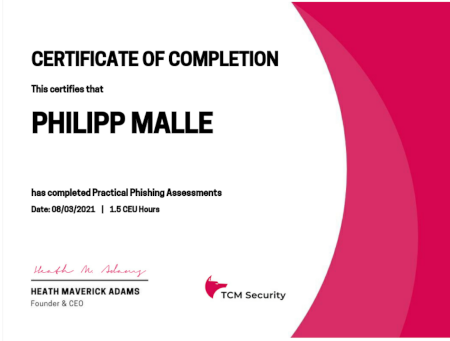 CERTIFICATE OF COMPLETION
This certifies that
PHILIPP MALLE
has completed Practical Phishing Assessments
Date: 08/03/2021 | 1.5 CEU Hours
Heath M. Adams
HEATH MAVERICK ADAMS
Founder & CEO
TCM Security